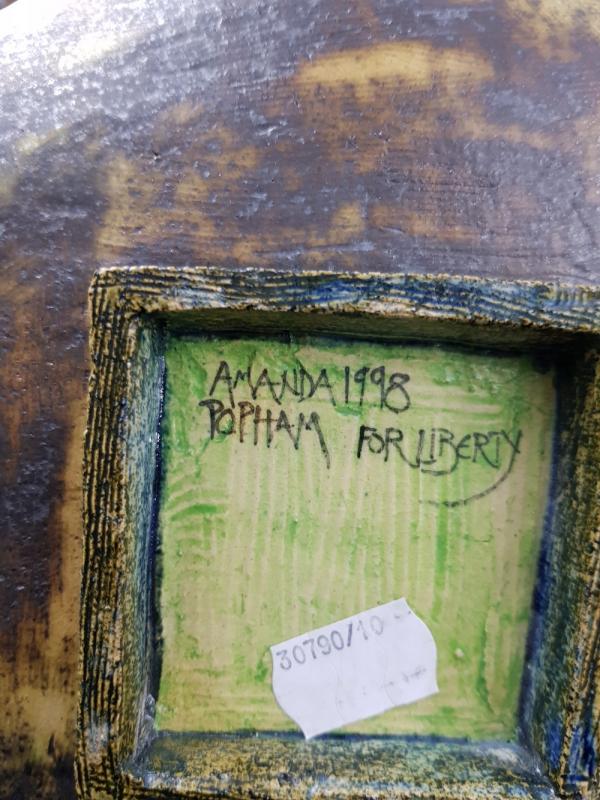 AMANDA 1998
POPHAM FOR LIBERTY
30790/10